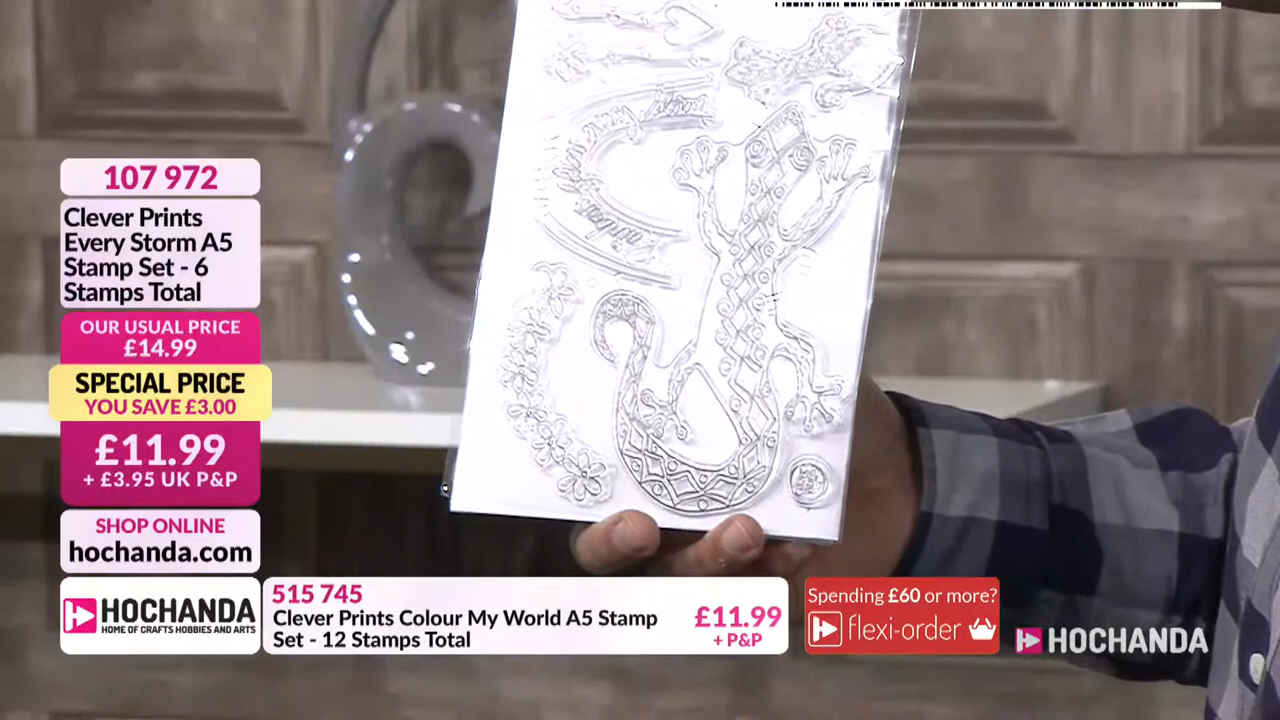 107 972
Clever Prints
Every Storm A5
Stamp Set - 6
Stamps Total
OUR USUAL PRICE
£14.99
SPECIAL PRICE
YOU SAVE £3.00
£11.99
+ £3.95 UK P&P
SHOP ONLINE
hochanda.com
HOCHANDA
HOME OF CRAFTS HOBBIES AND ARTS
515 745
Clever Prints Colour My World A5 Stamp
Set - 12 Stamps Total
£11.99
+ P&P
Spending £60 or more?
flexi-order
HOCHANDA